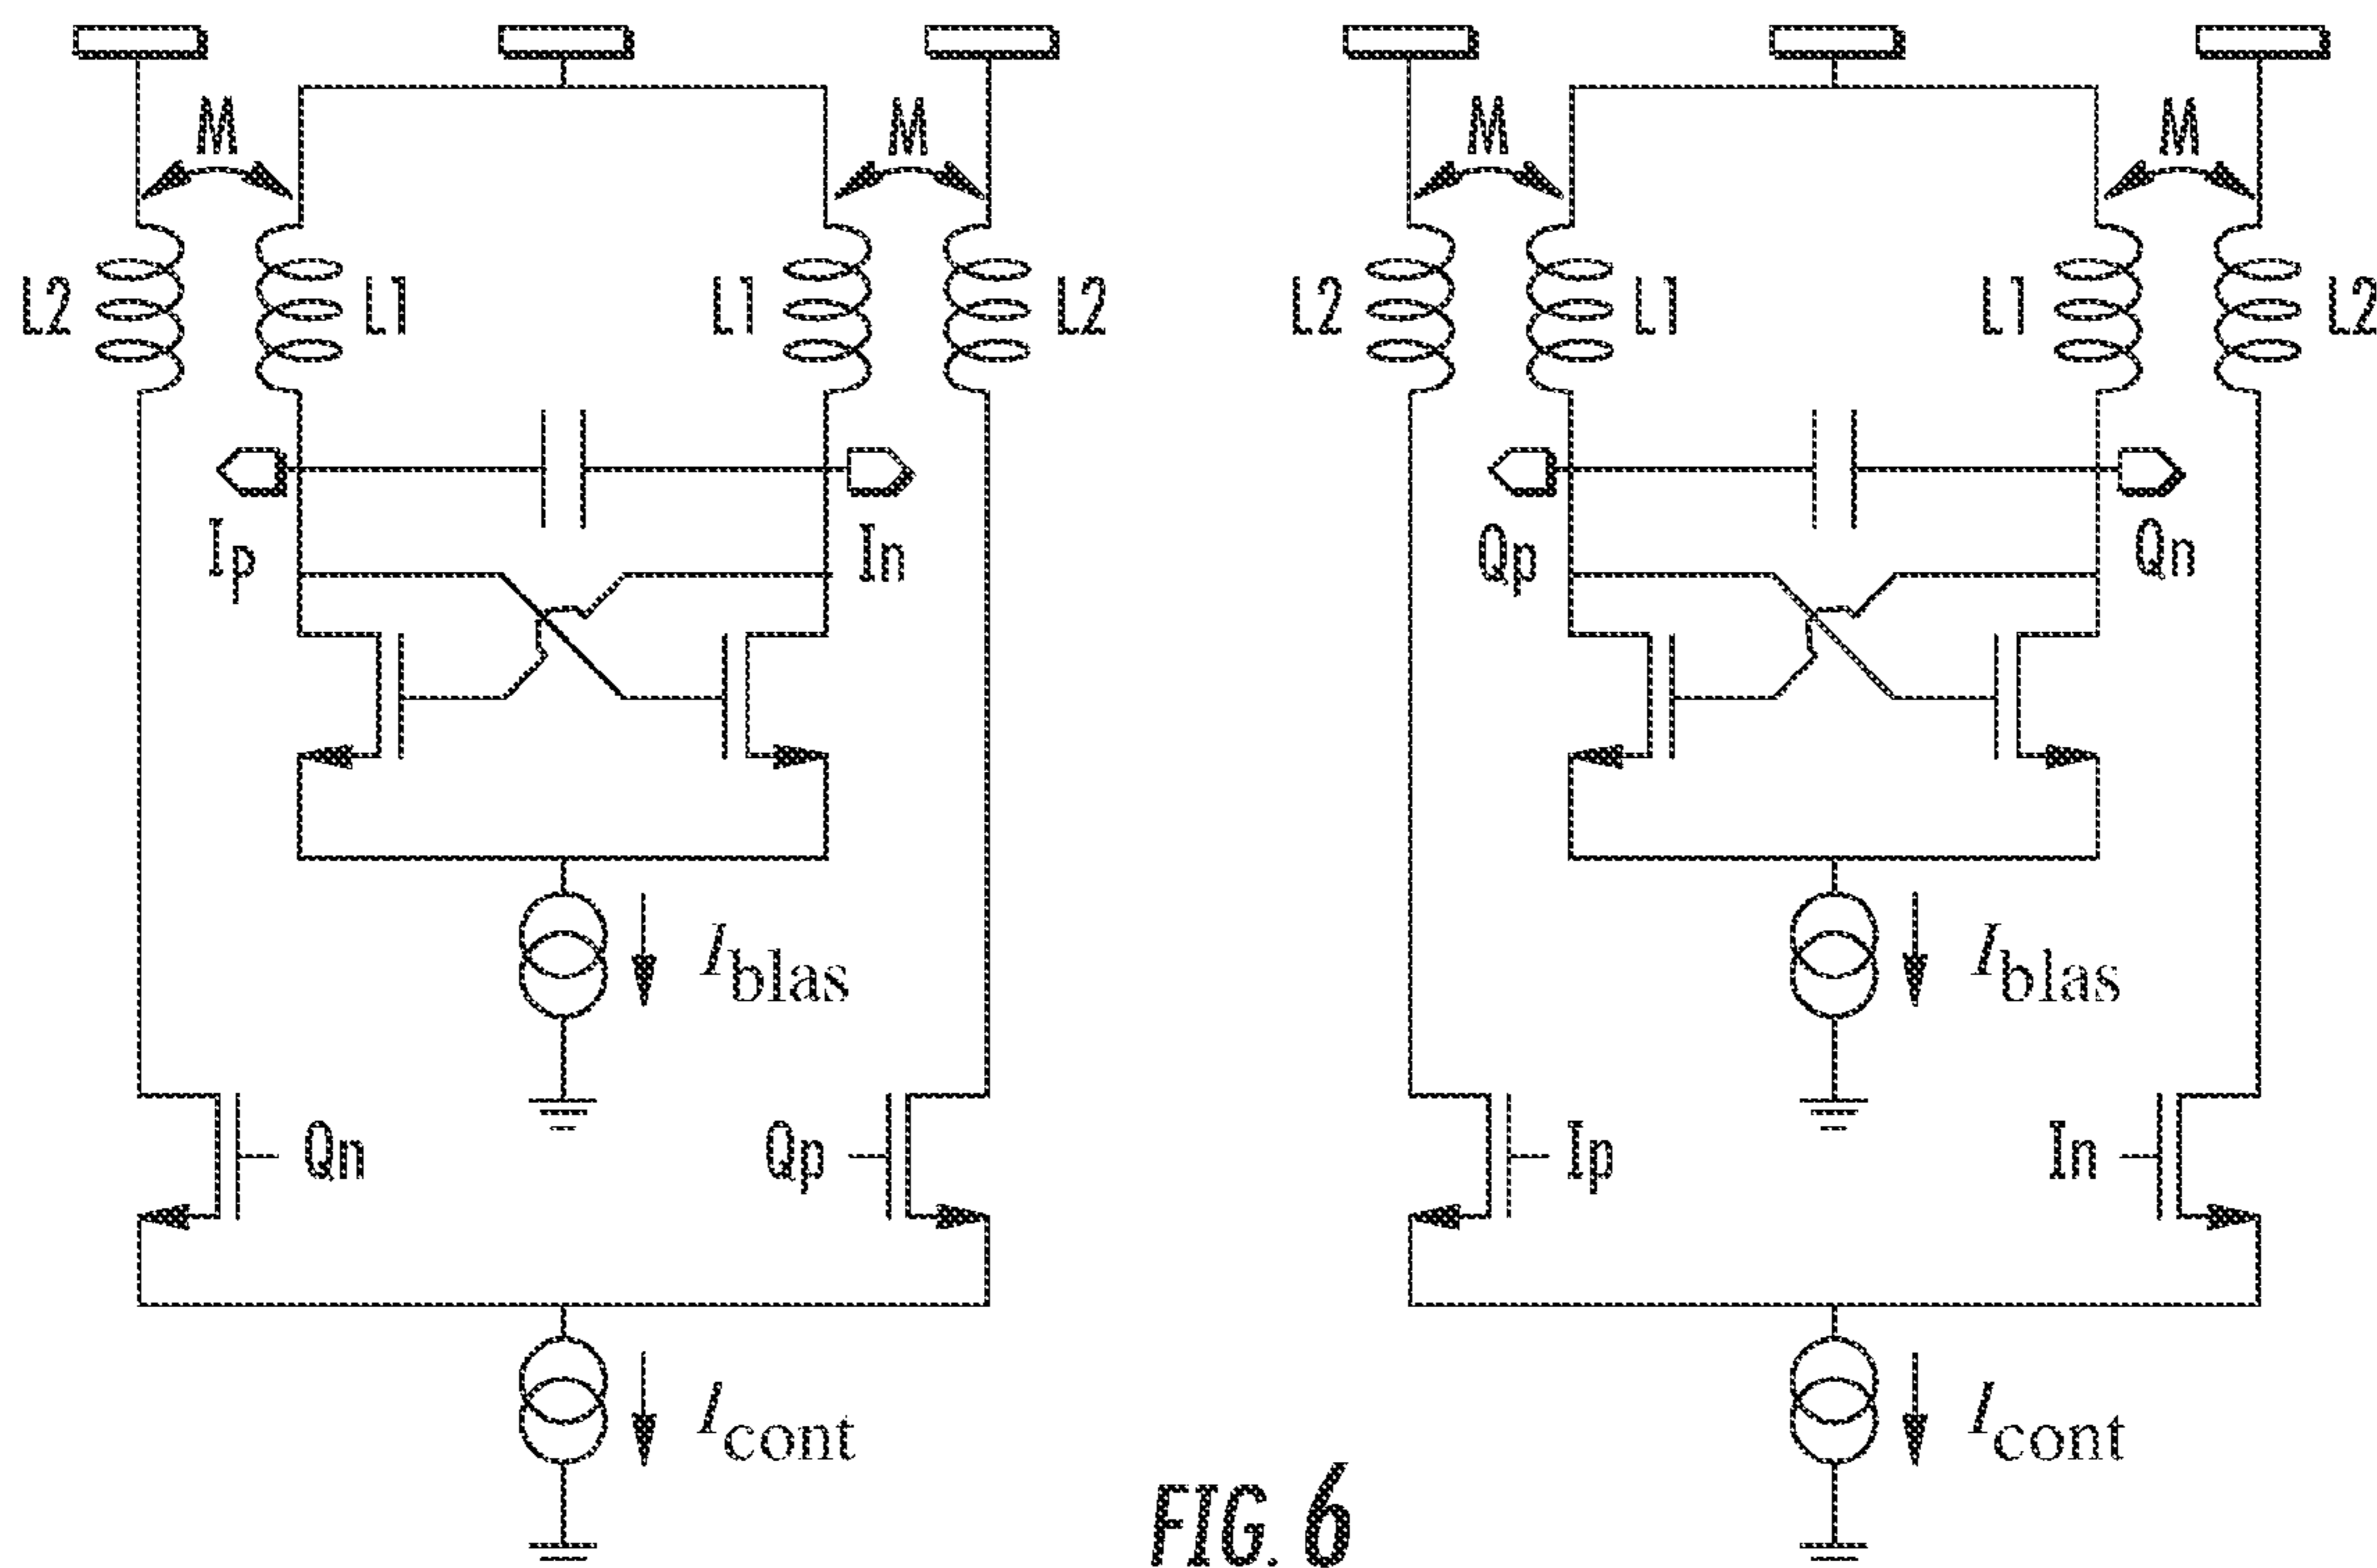 M M M M
L2 L1 L1 L2 L2 L1 L1 L2
Ip In Qp Qn
Iblas Iblas
Qn Qp Ip In
Icont Icont
FIG. 6